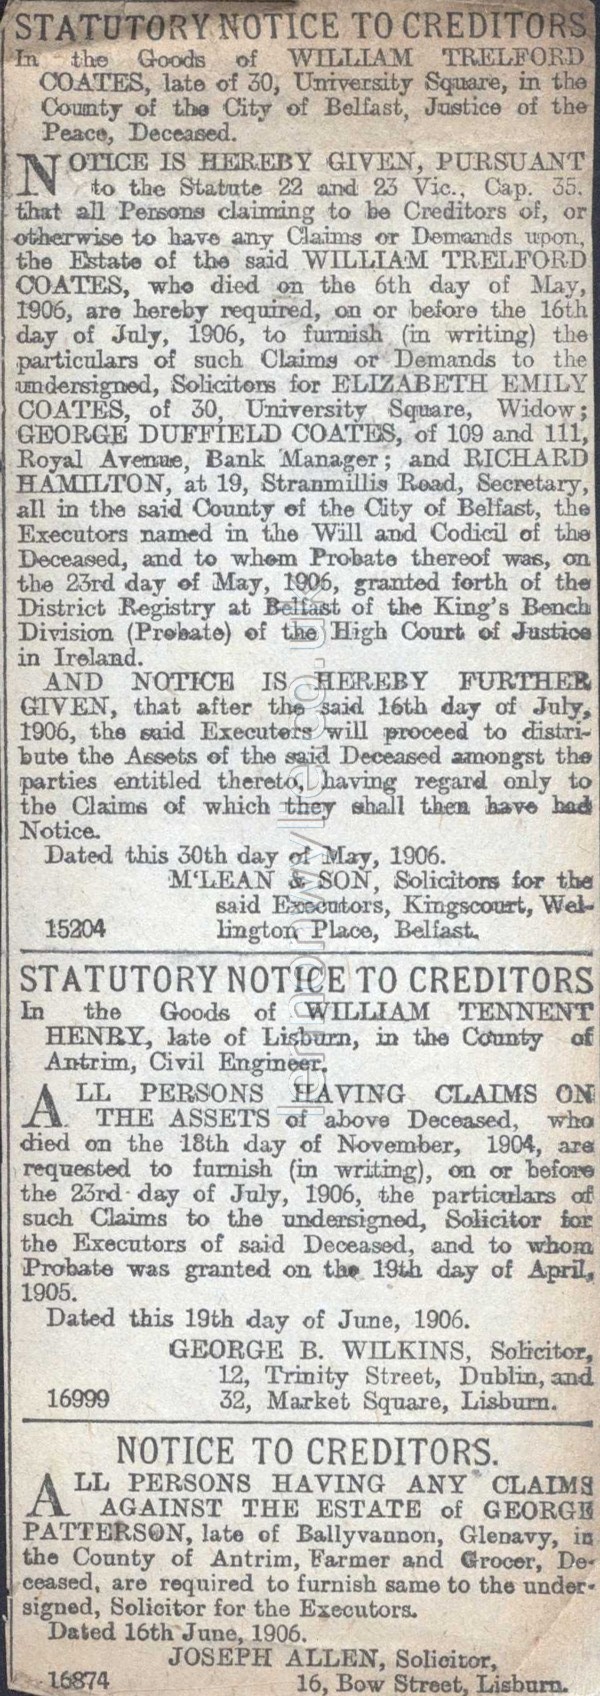 STATUTORY NOTICE TO CREDITORS
In the Goods of WILLIAM TRELFORD
COATES, late of 30, University Square, in the
County of the City of Belfast, Justice of the
Peace, Deceased.
NOTICE IS HEREBY GIVEN, PURSUANT
to the Statute 22 and 23 Vic., Cap. 35.
that all Persons claiming to be Creditors of, or
otherwise to have any Claims or Demands upon,
the Estate of the said WILLIAM TRELFORD
COATES, who died on the 6th day of May,
1906, are hereby required, on or before the 16th
day of July, 1906, to furnish (in writing) the
particulars of such Claims or Demands to the
undersigned, Solicitors for ELIZABETH EMILY
COATES, of 30, University Square, Widow;
GEORGE DUFFIELD COATES, of 109 and 111,
Royal Avenue, Bank Manager; and RICHARD
HAMILTON, at 19, Stranmillis Road, Secretary,
all in the said County of the City of Belfast, the
Executors named in the Will and Codicil of the
Deceased, and to whom Probate thereof was, on
the 23rd day of May, 1906, granted forth of the
District Registry at Belfast of the King's Bench
Division (Probate) of the High Court of Justice
in Ireland.
AND NOTICE IS HEREBY FURTHER
GIVEN, that after the said 16th day of July,
1906, the said Executors will proceed to distri-
bute the Assets of the said Deceased amongst the
parties entitled thereto, having regard only to
the Claims of which they shall then have had
Notice.
Dated this 30th day of May, 1906.
M'LEAN & SON, Solicitors for the
said Executors, Kingscourt, Wel-
15204 lington Place, Belfast.
STATUTORY NOTICE TO CREDITORS
In the Goods of WILLIAM TENNENT
HENRY, late of Lisburn, in the County of
Antrim, Civil Engineer.
ALL PERSONS HAVING CLAIMS ON
THE ASSETS of above Deceased, who
died on the 18th day of November, 1904, are
requested to furnish (in writing), on or before
the 23rd day of July, 1906, the particulars of
such Claims to the undersigned, Solicitor for
the Executors of said Deceased, and to whom
Probate was granted on the 19th day of April,
1905.
Dated this 19th day of June, 1906.
GEORGE B. WILKINS, Solicitor,
12, Trinity Street, Dublin, and
16999 32, Market Square, Lisburn.
NOTICE TO CREDITORS.
ALL PERSONS HAVING ANY CLAIMS
AGAINST THE ESTATE of GEORGE
PATTERSON, late of Ballyvannon, Glenavy, in
the County of Antrim, Farmer and Grocer, De-
ceased, are required to furnish same to the under-
signed, Solicitor for the Executors.
Dated 16th June, 1906.
JOSEPH ALLEN, Solicitor,
16874 16, Bow Street, Lisburn.